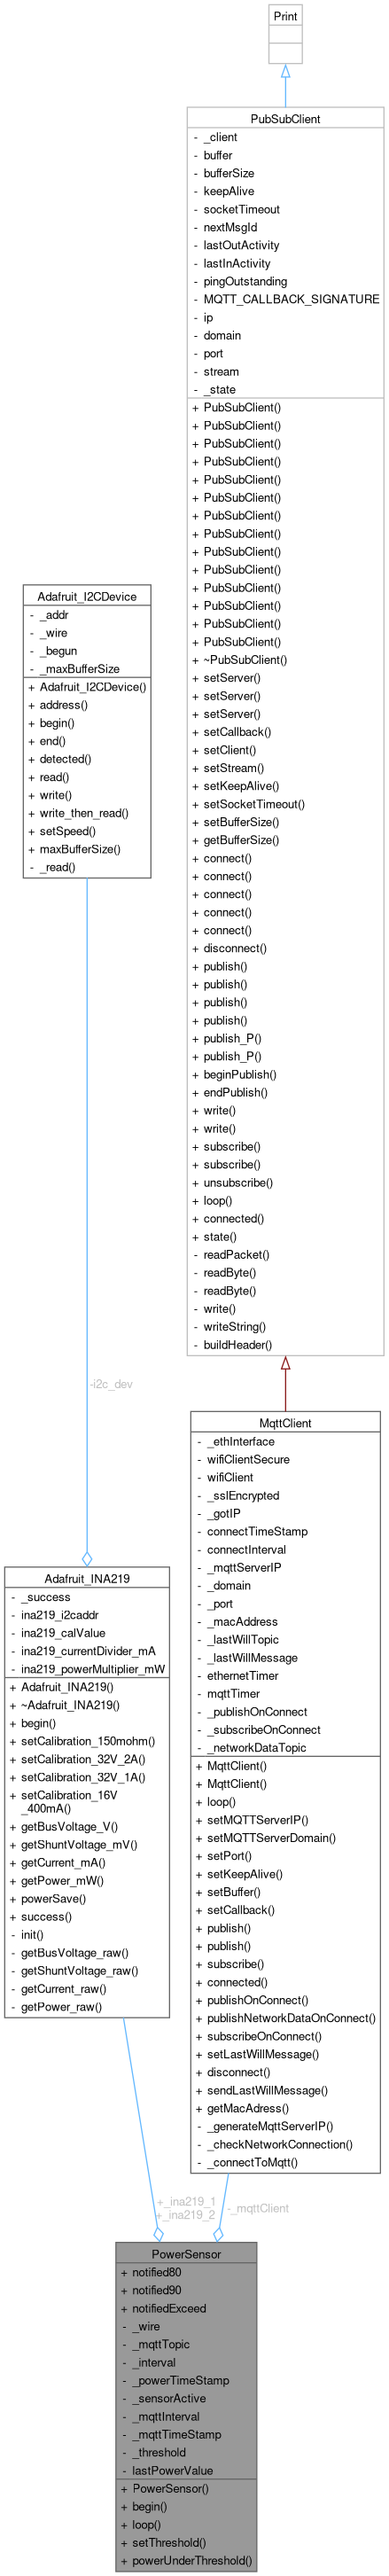 Print
PubSubClient
- _client
- buffer
- bufferSize
- keepAlive
- socketTimeout
- nextMsgId
- lastOutActivity
- lastInActivity
- pingOutstanding
- MQTT_CALLBACK_SIGNATURE
- ip
- domain
- port
- stream
- _state
+ PubSubClient()
+ PubSubClient()
+ PubSubClient()
+ PubSubClient()
+ PubSubClient()
+ PubSubClient()
+ PubSubClient()
+ PubSubClient()
+ PubSubClient()
+ PubSubClient()
+ PubSubClient()
+ PubSubClient()
+ PubSubClient()
+ PubSubClient()
+ ~PubSubClient()
+ setServer()
+ setServer()
+ setServer()
+ setCallback()
+ setClient()
+ setStream()
+ setKeepAlive()
+ setSocketTimeout()
+ setBufferSize()
+ getBufferSize()
+ connect()
+ connect()
+ connect()
+ connect()
+ connect()
+ disconnect()
+ publish()
+ publish()
+ publish()
+ publish()
+ publish_P()
+ publish_P()
+ beginPublish()
+ endPublish()
+ write()
+ write()
+ subscribe()
+ subscribe()
+ unsubscribe()
+ loop()
+ connected()
+ state()
- readPacket()
- readByte()
- readByte()
- write()
- writeString()
- buildHeader()
Adafruit_I2CDevice
- _addr
- _wire
- _begun
- _maxBufferSize
+ Adafruit_I2CDevice()
+ address()
+ begin()
+ end()
+ detected()
+ read()
+ write()
+ write_then_read()
+ setSpeed()
+ maxBufferSize()
- _read()
-i2c_dev
MqttClient
- _ethInterface
- wifiClientSecure
- wifiClient
- _sslEncrypted
- _gotIP
- connectTimeStamp
- connectInterval
- _mqttServerIP
- _domain
- _port
- _macAddress
- _lastWillTopic
- _lastWillMessage
- ethernetTimer
- mqttTimer
- _publishOnConnect
- _subscribeOnConnect
- _networkDataTopic
+ MqttClient()
+ MqttClient()
+ loop()
+ setMQTTServerIP()
+ setMQTTServerDomain()
+ setPort()
+ setKeepAlive()
+ setBuffer()
+ setCallback()
+ publish()
+ publish()
+ subscribe()
+ connected()
+ publishOnConnect()
+ publishNetworkDataOnConnect()
+ subscribeOnConnect()
+ setLastWillMessage()
+ disconnect()
+ sendLastWillMessage()
+ getMacAdress()
- _generateMqttServerIP()
- _checkNetworkConnection()
- _connectToMqtt()
Adafruit_INA219
- _success
- ina219_i2caddr
- ina219_calValue
- ina219_currentDivider_mA
- ina219_powerMultiplier_mW
+ Adafruit_INA219()
+ ~Adafruit_INA219()
+ begin()
+ setCalibration_150mohm()
+ setCalibration_32V_2A()
+ setCalibration_32V_1A()
+ setCalibration_16V
_400mA()
+ getBusVoltage_V()
+ getShuntVoltage_mV()
+ getCurrent_mA()
+ getPower_mW()
+ powerSave()
+ success()
- init()
- getBusVoltage_raw()
- getShuntVoltage_raw()
- getCurrent_raw()
- getPower_raw()
+_ina219_1
+_ina219_2
-_mqttClient
PowerSensor
+ notified80
+ notified90
+ notifiedExceed
- _wire
- _mqttTopic
- _interval
- _powerTimeStamp
- _sensorActive
- _mqttInterval
- _mqttTimeStamp
- _threshold
- lastPowerValue
+ PowerSensor()
+ begin()
+ loop()
+ setThreshold()
+ powerUnderThreshold()